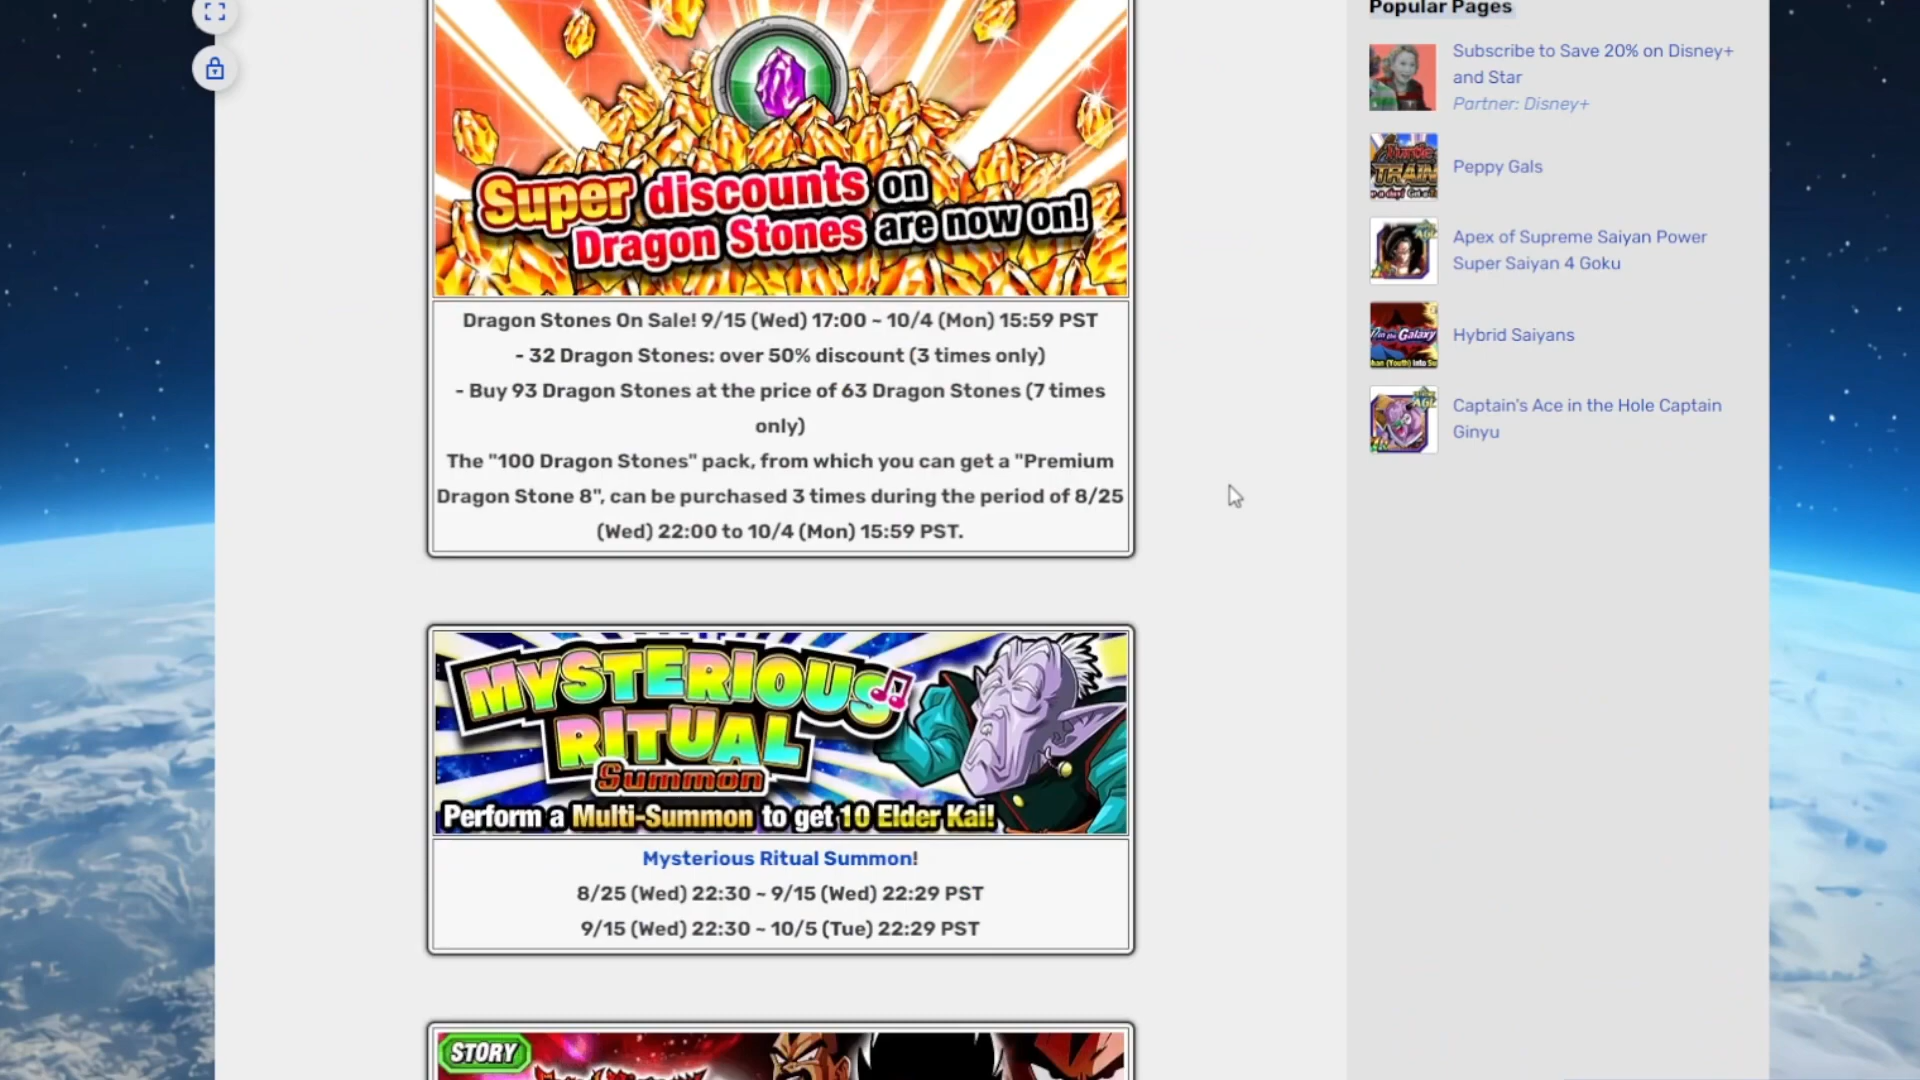 Popular Pages
Super discounts on
Dragon Stones are now on!
Dragon Stones On Sale! 9/15 (Wed) 17:00 ~ 10/4 (Mon) 15:59 PST
- 32 Dragon Stones: over 50% discount (3 times only)
- Buy 93 Dragon Stones at the price of 63 Dragon Stones (7 times
only)
The "100 Dragon Stones" pack, from which you can get a "Premium
Dragon Stone 8", can be purchased 3 times during the period of 8/25
(Wed) 22:00 to 10/4 (Mon) 15:59 PST.
MYSTERIOUS
RITUAL
Summon
Perform a Multi-Summon to get 10 Elder Kai!
Mysterious Ritual Summon!
8/25 (Wed) 22:30 ~ 9/15 (Wed) 22:29 PST
9/15 (Wed) 22:30 ~ 10/5 (Tue) 22:29 PST
STORY
Subscribe to Save 20% on Disney+
and Star
Partner: Disney+
Peppy Gals
Apex of Supreme Saiyan Power
Super Saiyan 4 Goku
Hybrid Saiyans
Captain's Ace in the Hole Captain
Ginyu